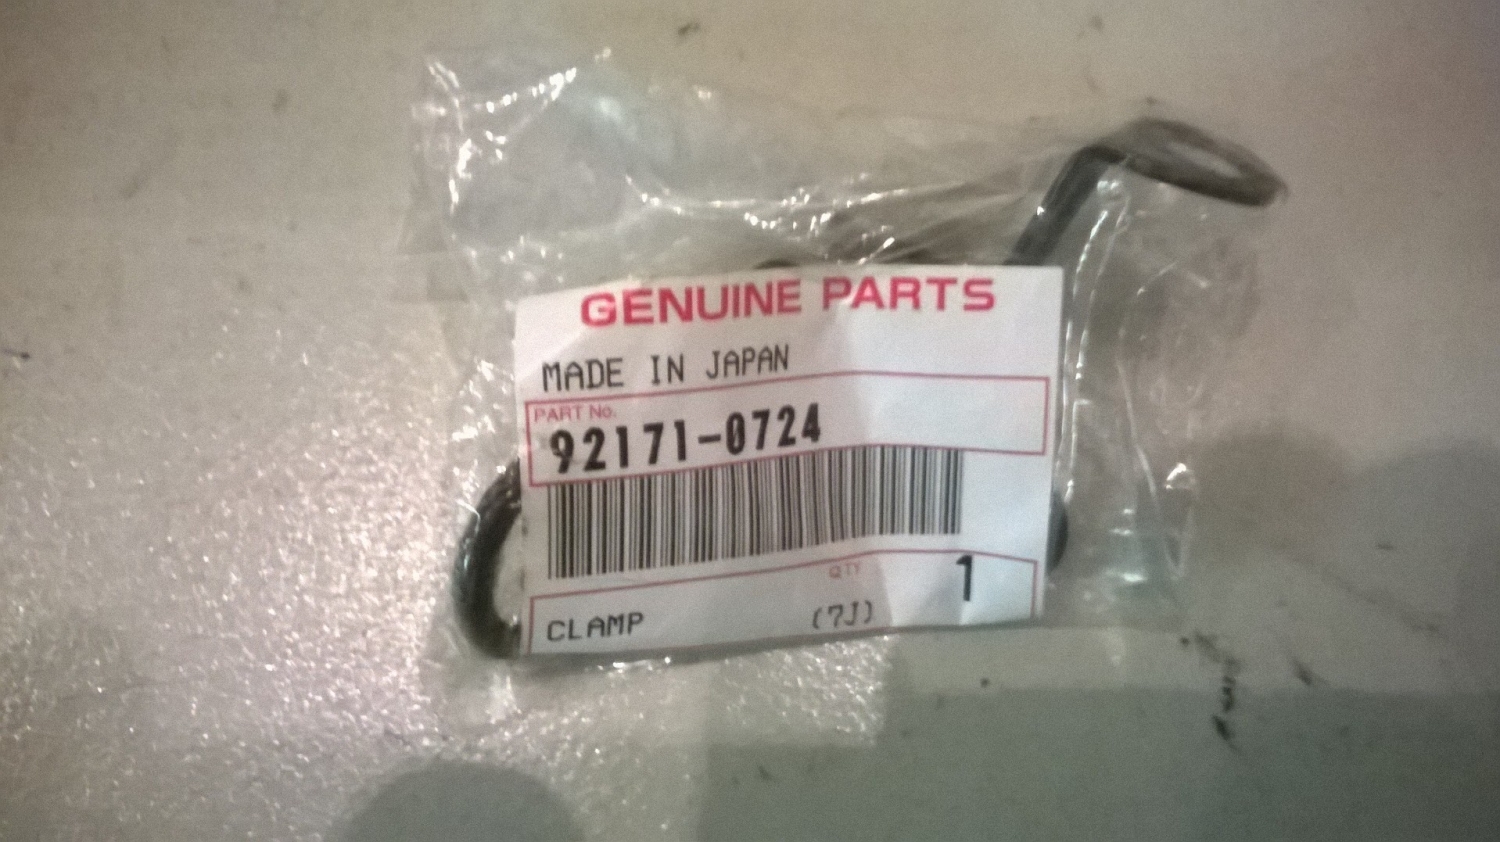 GENUINE PARTS
MADE IN JAPAN
PART No.
92171-0724
QTY 1
CLAMP (7J)